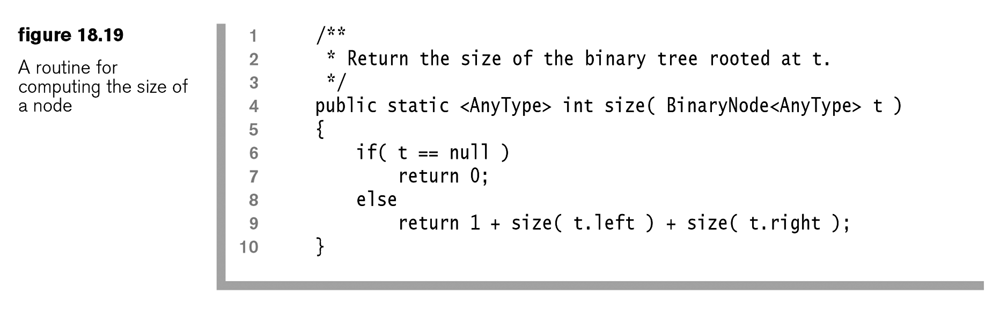 figure 18.19
A routine for
computing the size of
a node
1 /**
2 * Return the size of the binary tree rooted at t.
3 */
4 public static <AnyType> int size( BinaryNode<AnyType> t )
5 {
6 if( t == null )
7 return 0;
8 else
9 return 1 + size( t.left ) + size( t.right );
10 }